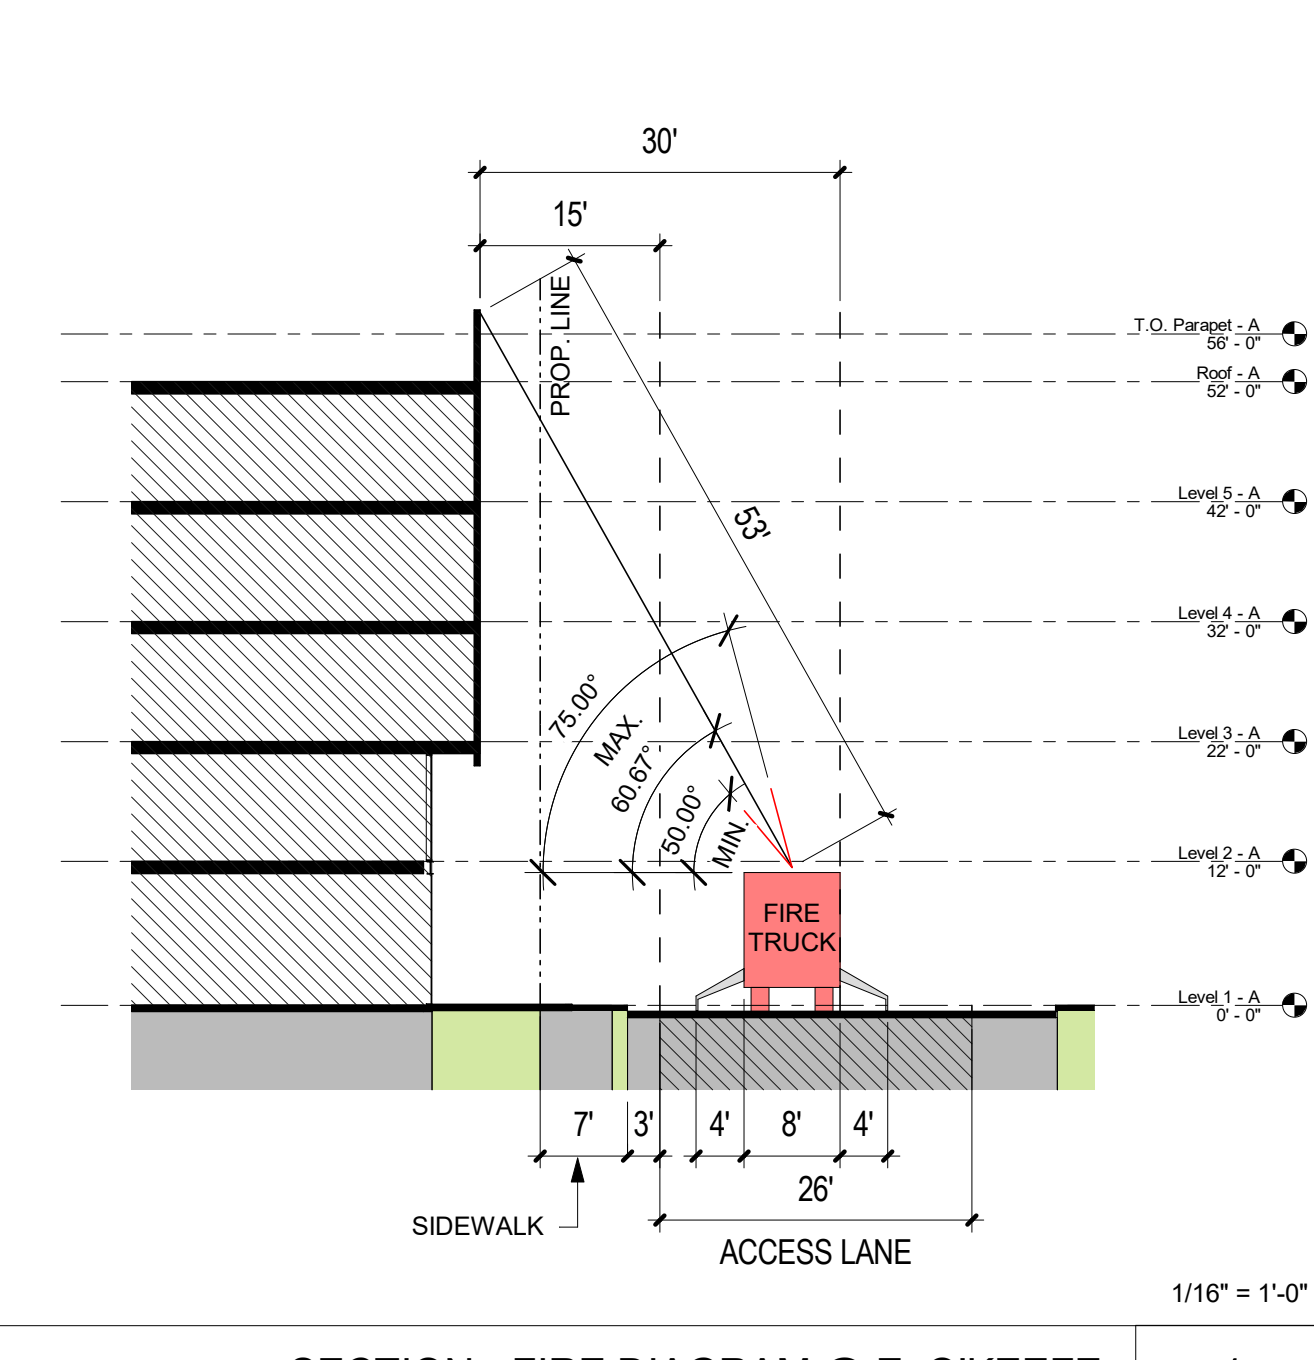 30'
15'
PROP. LINE
T.O. Parapet - A
56' - 0"
Roof - A
52' - 0"
Level 5 - A
42' - 0"
53'
Level 4 - A
32' - 0"
75.00°
MAX.
60.67°
50.00°
MIN.
Level 3 - A
22' - 0"
Level 2 - A
12' - 0"
FIRE
TRUCK
Level 1 - A
0' - 0"
7' 3' 4' 8' 4'
26'
SIDEWALK
ACCESS LANE
1/16" = 1'-0"